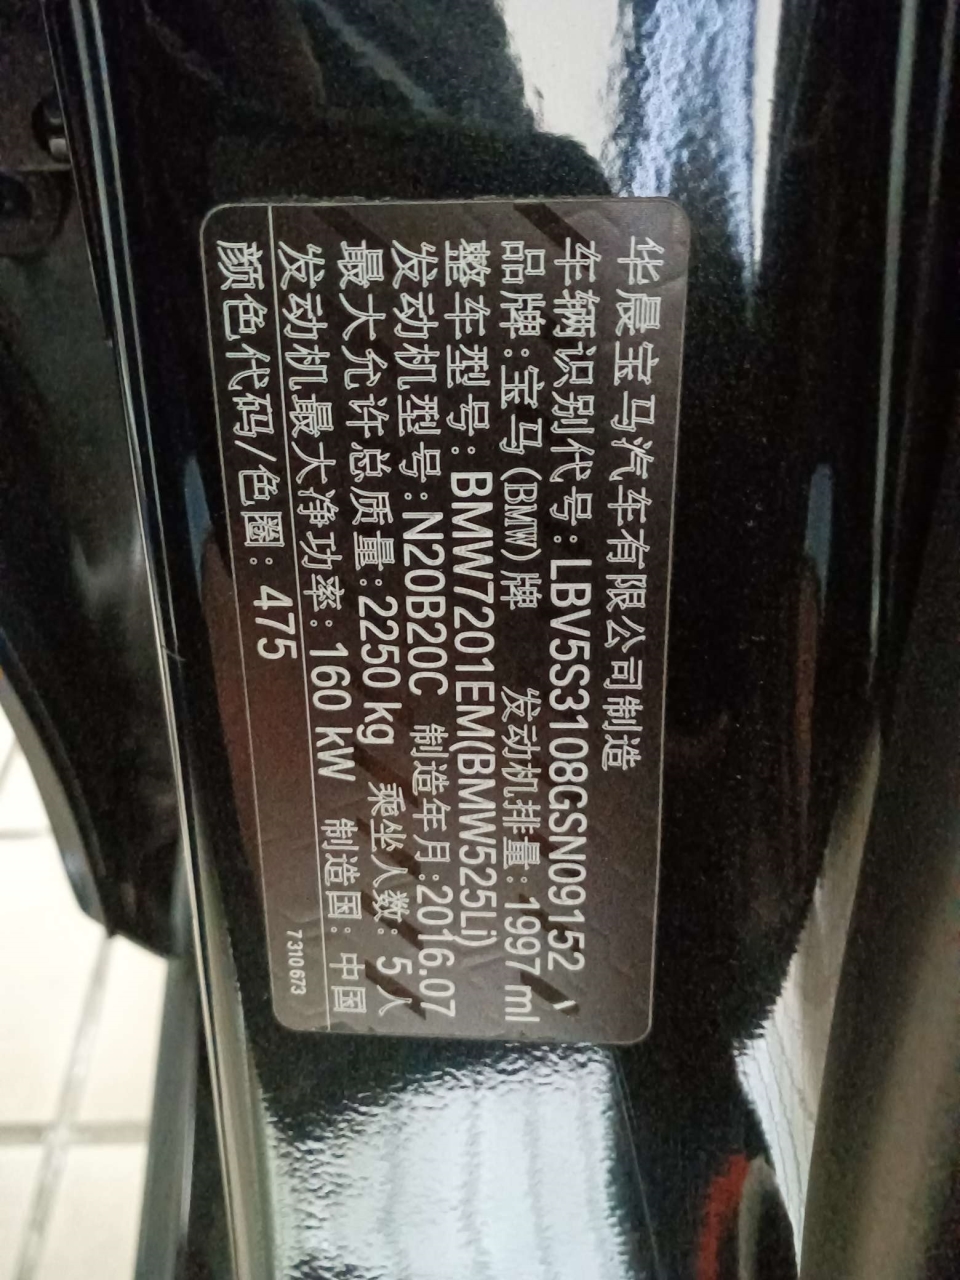 华晨宝马汽车有限公司制造
车辆识别代号:LBV5S3108GSN09152
品牌:宝马(BMW)牌 发动机排量:1997 ml
整车型号:BMW7201EM(BMW525Li)
发动机型号:N20B20C 制造年月:2016.07
最大允许总质量:2250 kg 乘坐人数: 5人
发动机最大净功率: 160 kW 制造国: 中国
颜色代码/色圈: 475
7 310 673